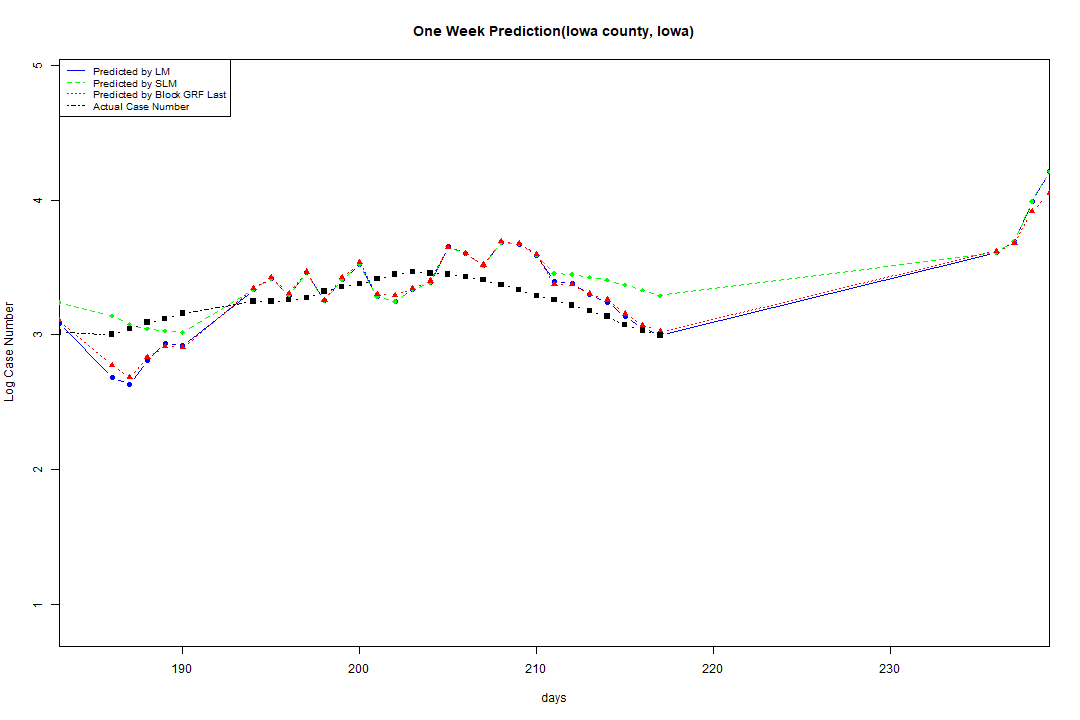 One Week Prediction(Iowa county, Iowa)
Predicted by LM
Predicted by SLM
Predicted by Block GRF Last
Actual Case Number
Log Case Number
5
4
3
2
1
190
200
210
220
230
days